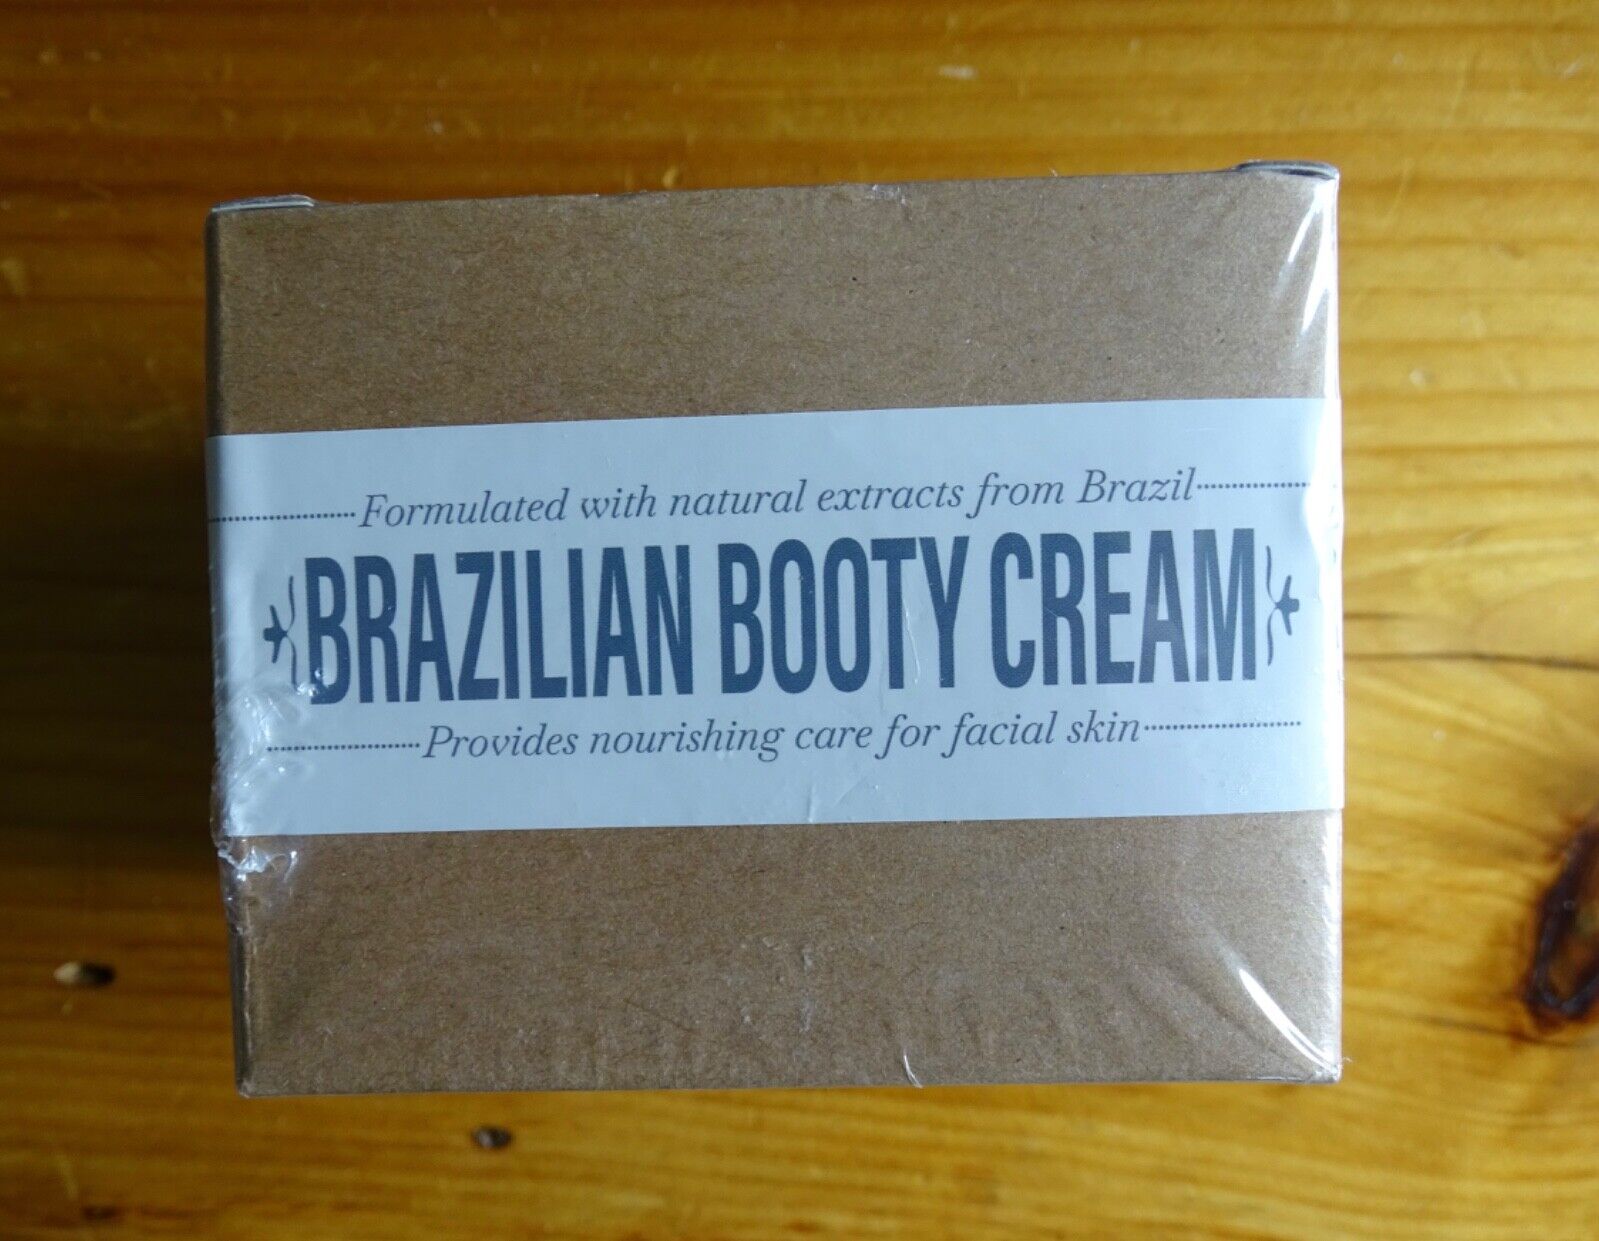 Formulated with natural extracts from Brazil
BRAZILIAN BOOTY CREAM
Provides nourishing care for facial skin